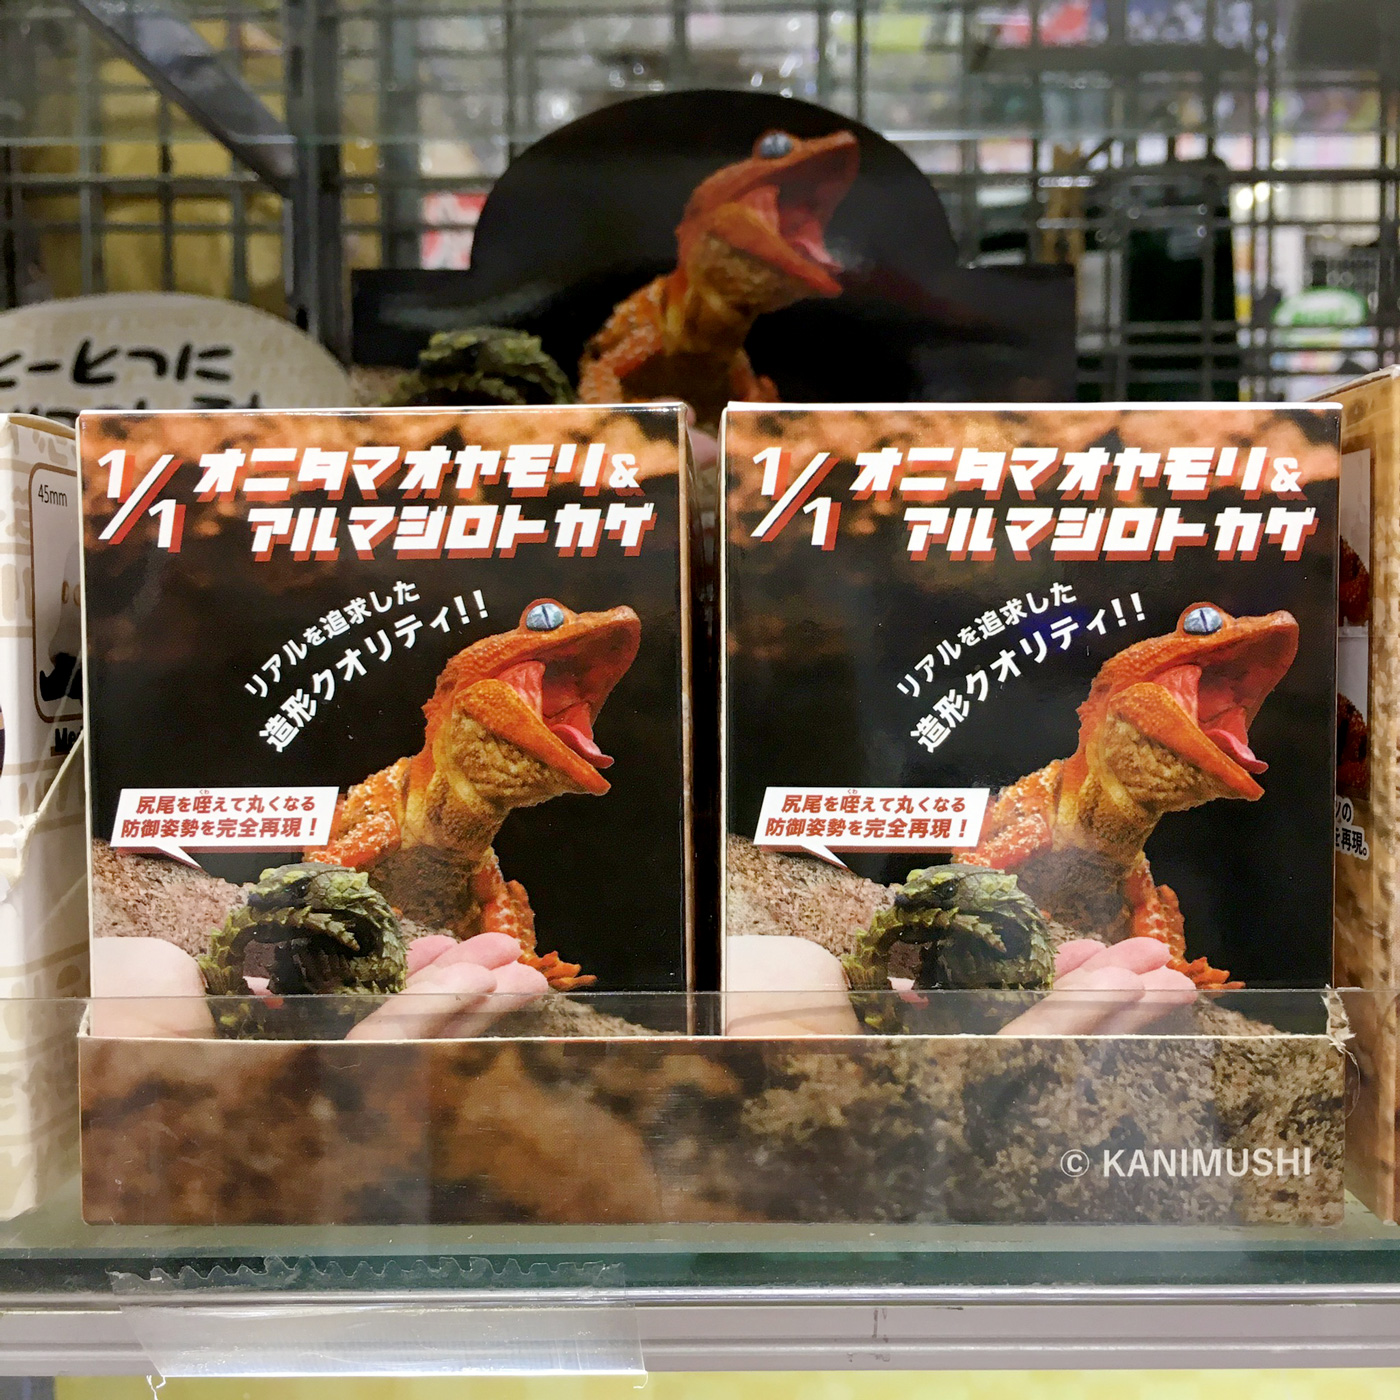 1/1 オニタマオヤモリ&
アルマジロトカゲ
リアルを追求した
造形クオリティ!!
尻尾を咥えて丸くなる
くわ
防御姿勢を完全再現！
1/1 オニタマオヤモリ&
アルマジロトカゲ
リアルを追求した
造形クオリティ!!
尻尾を咥えて丸くなる
くわ
防御姿勢を完全再現！
© KANIMUSHI
45mm